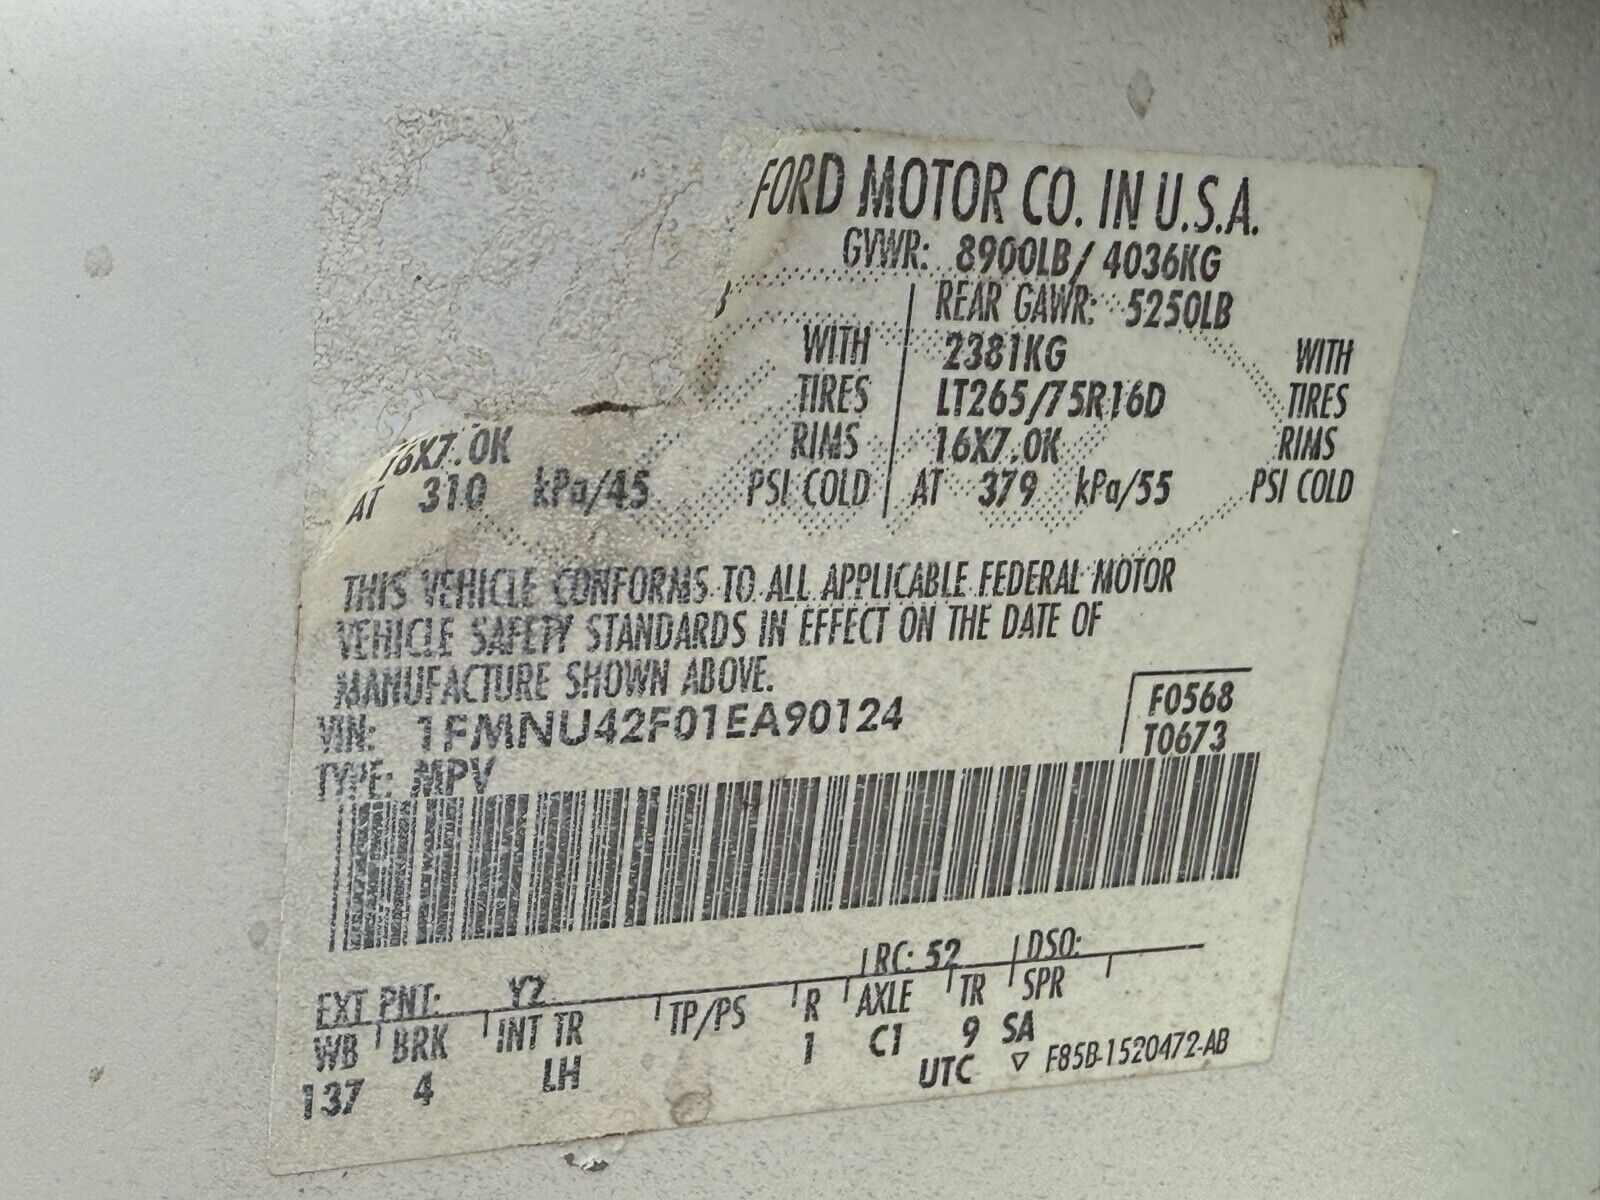 FORD MOTOR CO. IN U.S.A.
GVWR: 8900LB/ 4036KG
REAR GAWR: 5250LB
WITH 2381KG WITH
TIRES LT265/75R16D TIRES
16X7.0K RIMS 16X7.0K RIMS
AT 310 kPa/45 PSI COLD AT 379 kPa/55 PSI COLD
THIS VEHICLE CONFORMS TO ALL APPLICABLE FEDERAL MOTOR
VEHICLE SAFETY STANDARDS IN EFFECT ON THE DATE OF
MANUFACTURE SHOWN ABOVE.
VIN: 1FMNU42F01EA90124 F0568
TYPE: MPV T0673
EXT PNT: YZ RC: 52 DSO:
WB BRK INT TR TP/PS R AXLE TR SPR
137 4 LH 1 C1 9 SA
UTC ▽ F85B-1520472-AB